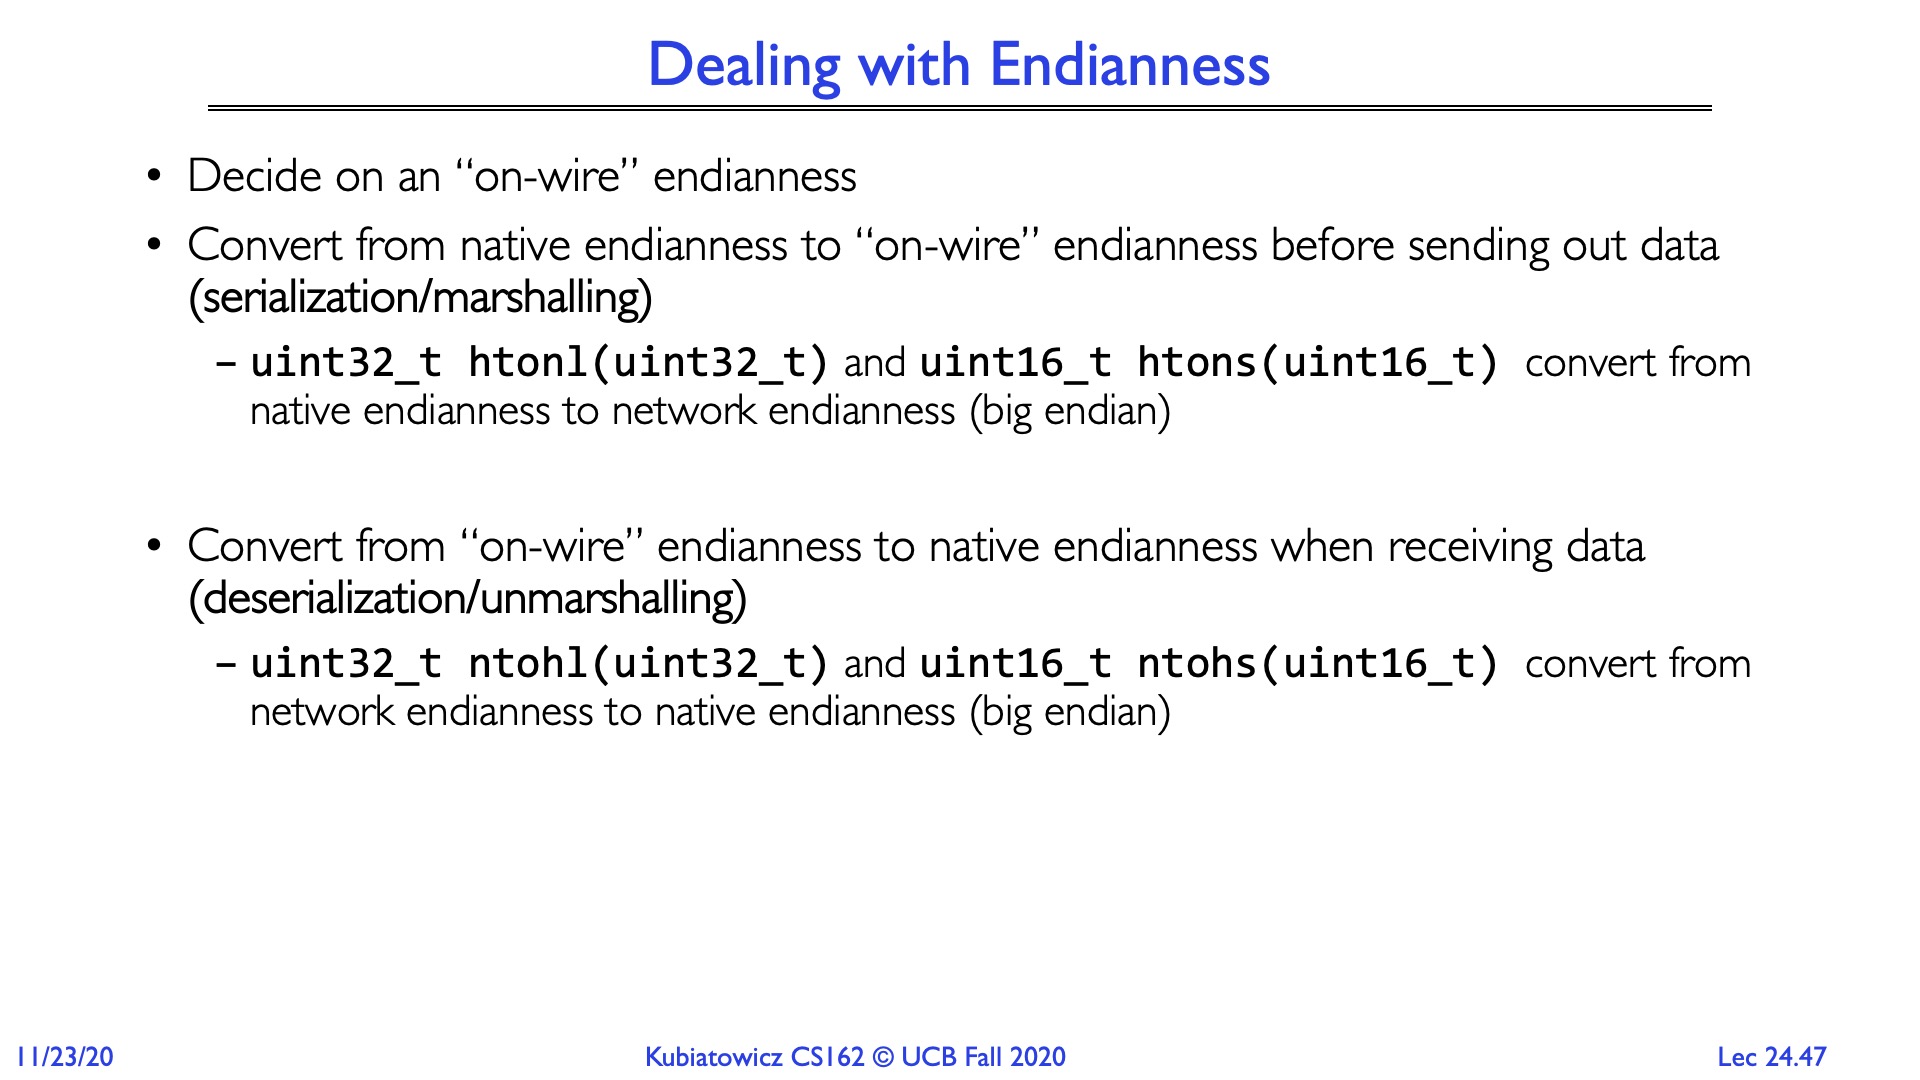 Dealing with Endianness
• Decide on an “on-wire” endianness
• Convert from native endianness to “on-wire” endianness before sending out data
(serialization/marshalling)
– uint32_t htonl(uint32_t) and uint16_t htons(uint16_t) convert from
native endianness to network endianness (big endian)
• Convert from “on-wire” endianness to native endianness when receiving data
(deserialization/unmarshalling)
– uint32_t ntohl(uint32_t) and uint16_t ntohs(uint16_t) convert from
network endianness to native endianness (big endian)
11/23/20
Kubiatowicz CS162 © UCB Fall 2020
Lec 24.47